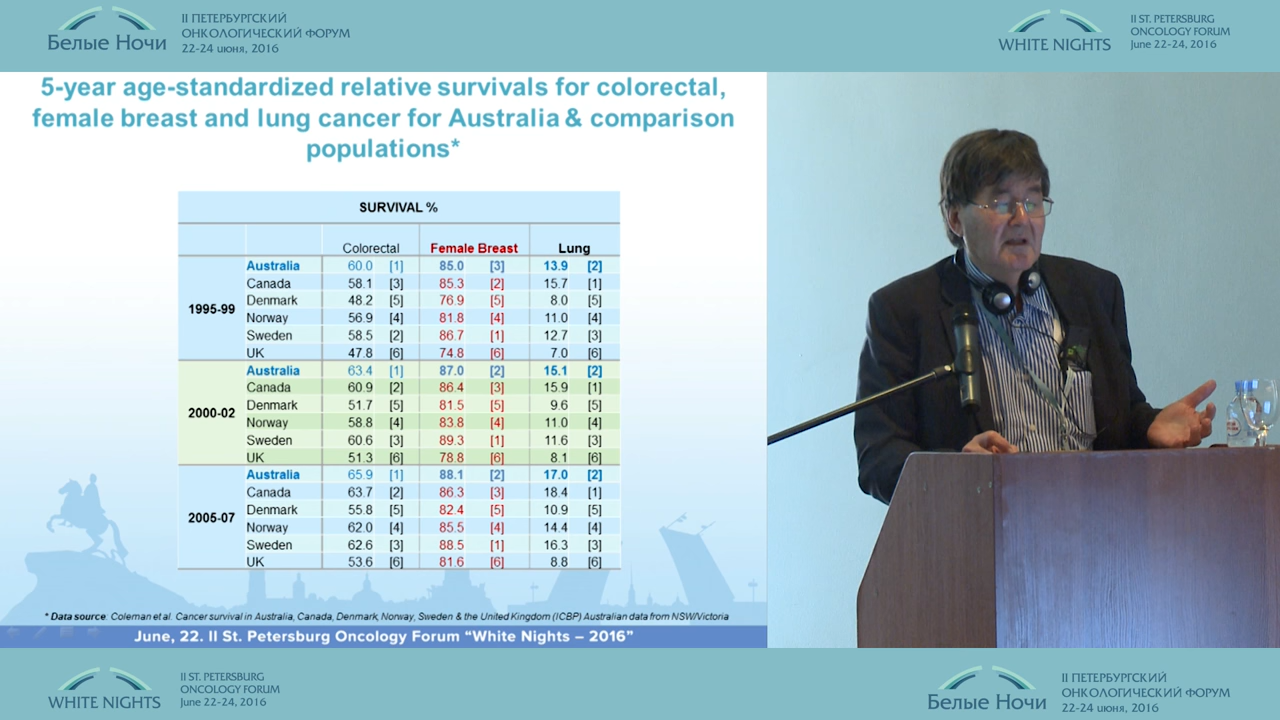 Белые Ночи
II ПЕТЕРБУРГСКИЙ
ОНКОЛОГИЧЕСКИЙ ФОРУМ
22-24 июня, 2016
WHITE NIGHTS
II ST. PETERSBURG
ONCOLOGY FORUM
June 22-24, 2016
5-year age-standardized relative survivals for colorectal,
female breast and lung cancer for Australia & comparison
populations*
SURVIVAL %
Colorectal Female Breast Lung
1995-99
Australia 60.0 [1] 85.0 [3] 13.9 [2]
Canada 58.1 [3] 85.3 [2] 15.7 [1]
Denmark 48.2 [5] 76.9 [5] 8.0 [5]
Norway 56.9 [4] 81.8 [4] 11.0 [4]
Sweden 58.5 [2] 86.7 [1] 12.7 [3]
UK 47.8 [6] 74.8 [6] 7.0 [6]
2000-02
Australia 63.4 [1] 87.0 [2] 15.1 [2]
Canada 60.9 [2] 86.4 [3] 15.9 [1]
Denmark 51.7 [5] 81.5 [5] 9.6 [5]
Norway 58.8 [4] 83.8 [4] 11.0 [4]
Sweden 60.6 [3] 89.3 [1] 11.6 [3]
UK 51.3 [6] 78.8 [6] 8.1 [6]
2005-07
Australia 65.9 [1] 88.1 [2] 17.0 [2]
Canada 63.7 [2] 86.3 [3] 18.4 [1]
Denmark 55.8 [5] 82.4 [5] 10.9 [5]
Norway 62.0 [4] 85.5 [4] 14.4 [4]
Sweden 62.6 [3] 88.5 [1] 16.3 [3]
UK 53.6 [6] 81.6 [6] 8.8 [6]
* Data source: Coleman et al. Cancer survival in Australia, Canada, Denmark, Norway, Sweden & the United Kingdom (ICBP) Australian data from NSW/Victoria
June, 22. II St. Petersburg Oncology Forum “White Nights – 2016”
WHITE NIGHTS
II ST. PETERSBURG
ONCOLOGY FORUM
June 22-24, 2016
Белые Ночи
II ПЕТЕРБУРГСКИЙ
ОНКОЛОГИЧЕСКИЙ ФОРУМ
22-24 июня, 2016